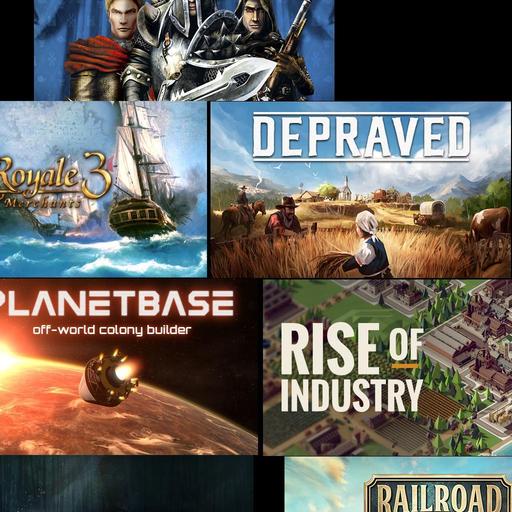 Royale 3
Merchants
DEPRAVED
PLANETBASE
off-world colony builder
RISE OF
INDUSTRY
RAILROAD